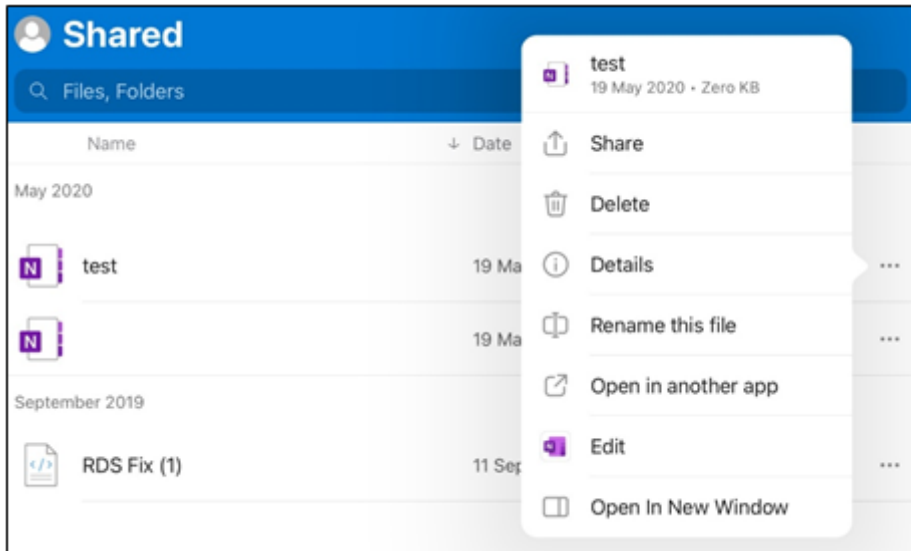 Shared
Files, Folders
Name
Date
May 2020
test
19 Ma
19 Ma
September 2019
RDS Fix (1)
11 Sep
test
19 May 2020 • Zero KB
Share
Delete
Details
Rename this file
Open in another app
Edit
Open In New Window